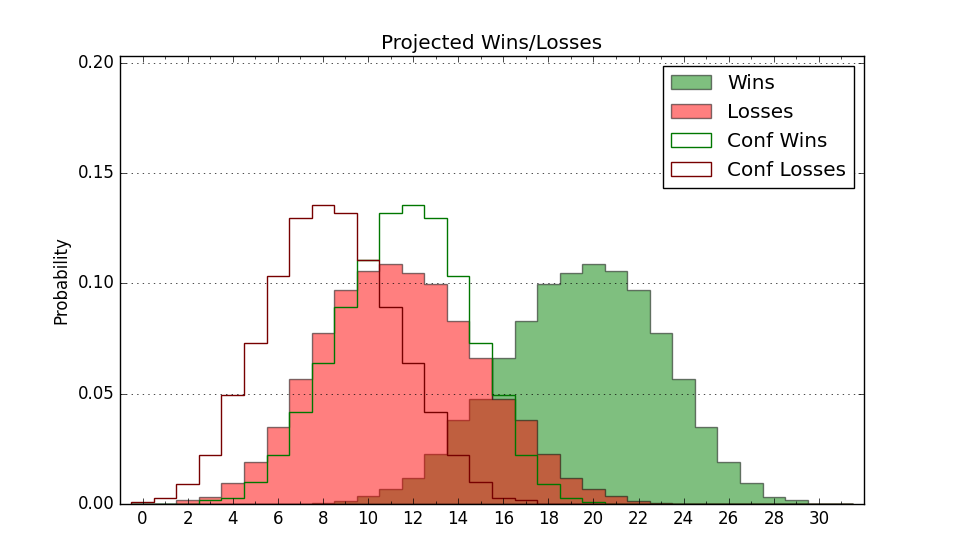 Projected Wins/Losses
0.20
0.15
0.10
0.05
0.00
Probability
Wins
Losses
Conf Wins
Conf Losses
0 2 4 6 8 10 12 14 16 18 20 22 24 26 28 30